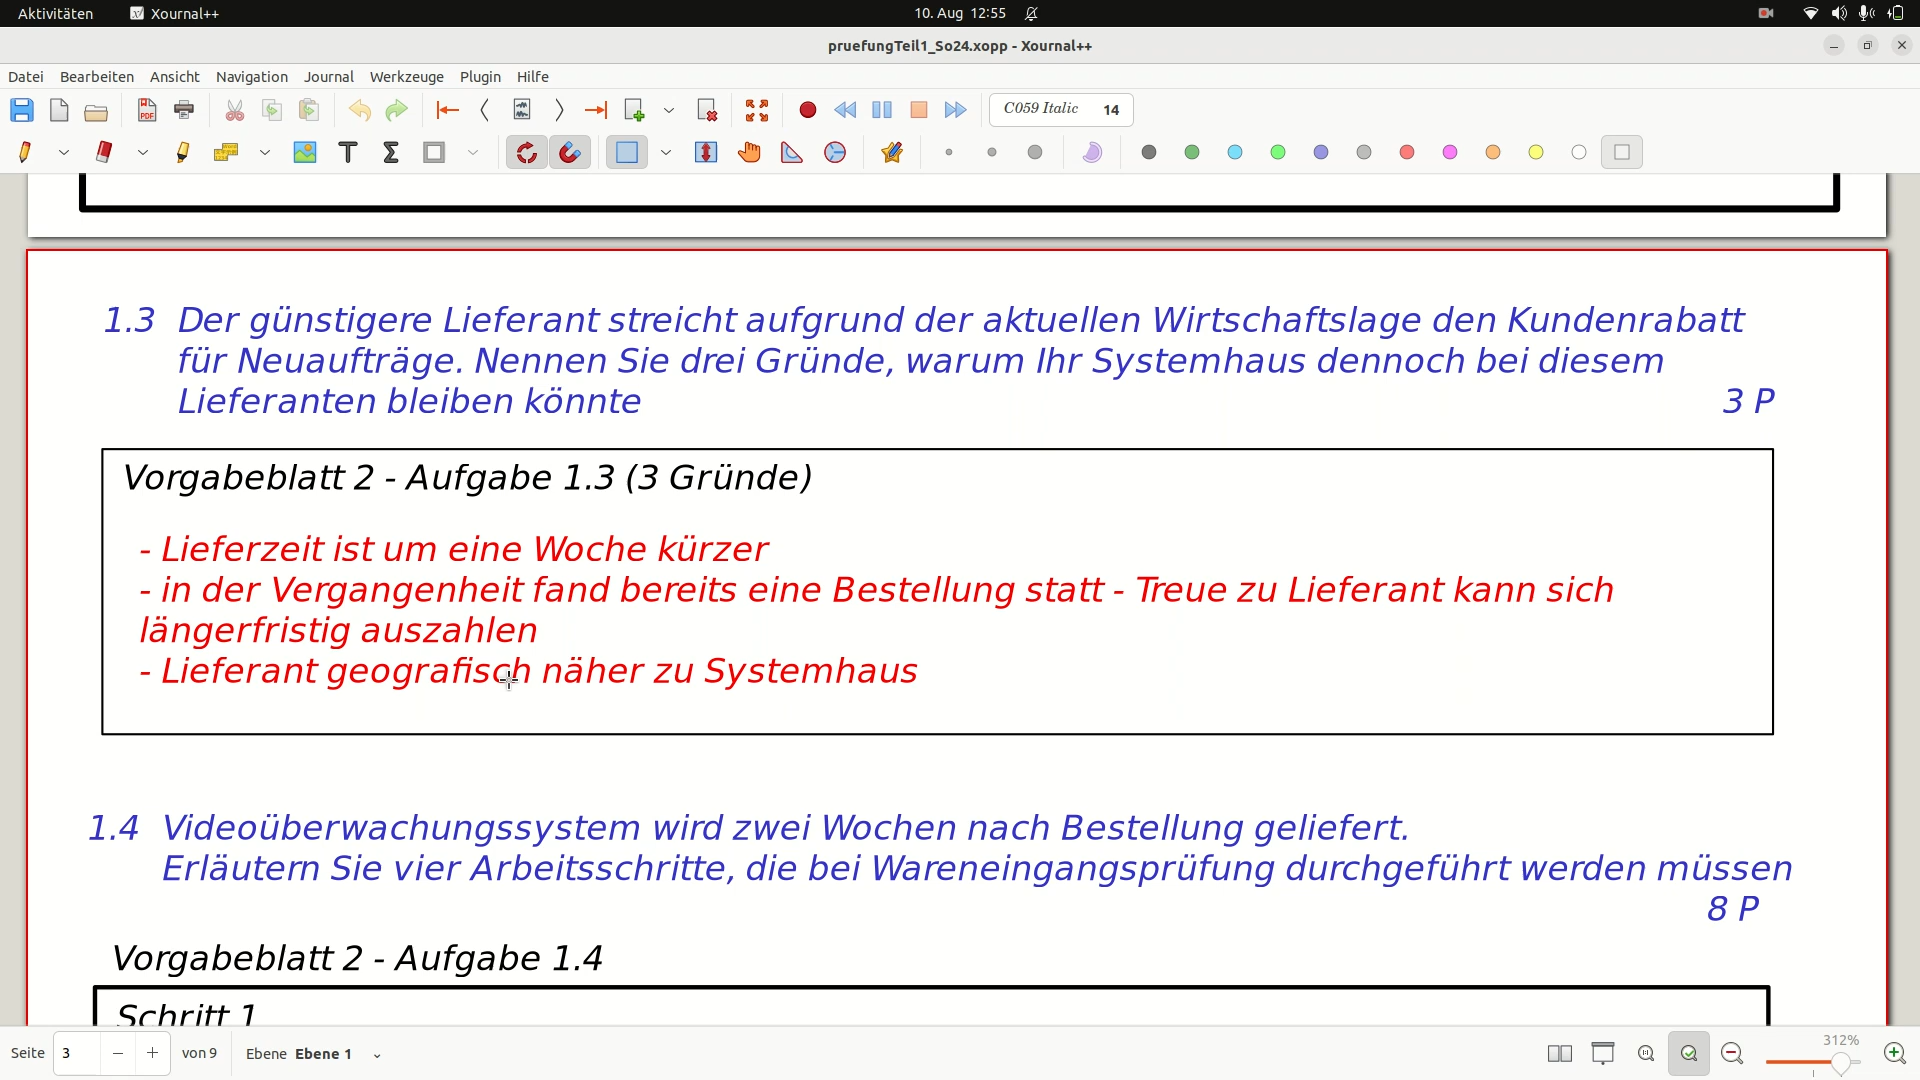 Aktivitäten Xournal++ 10. Aug 12:55
pruefungTeil1_So24.xopp - Xournal++
Datei Bearbeiten Ansicht Navigation Journal Werkzeuge Plugin Hilfe
C059 Italic 14
1.3 Der günstigere Lieferant streicht aufgrund der aktuellen Wirtschaftslage den Kundenrabatt
für Neuaufträge. Nennen Sie drei Gründe, warum Ihr Systemhaus dennoch bei diesem
Lieferanten bleiben könnte 3 P
Vorgabeblatt 2 - Aufgabe 1.3 (3 Gründe)
- Lieferzeit ist um eine Woche kürzer
- in der Vergangenheit fand bereits eine Bestellung statt - Treue zu Lieferant kann sich
längerfristig auszahlen
- Lieferant geografisch näher zu Systemhaus
1.4 Videoüberwachungssystem wird zwei Wochen nach Bestellung geliefert.
Erläutern Sie vier Arbeitsschritte, die bei Wareneingangsprüfung durchgeführt werden müssen
8 P
Vorgabeblatt 2 - Aufgabe 1.4
Schritt 1
Seite 3 von 9 Ebene Ebene 1 312%